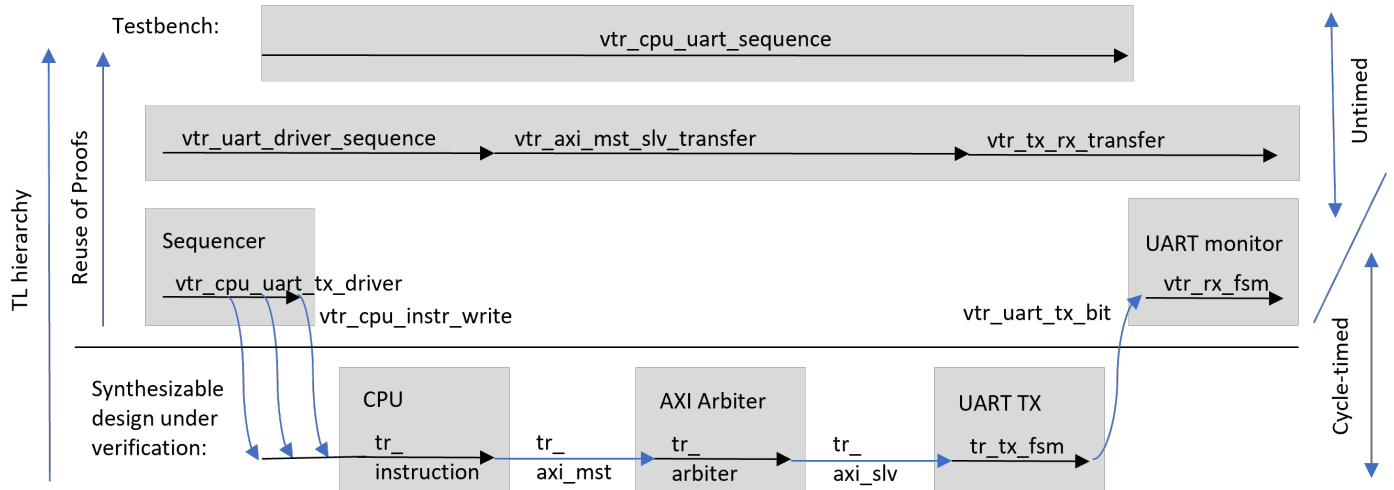 Testbench:
vtr_cpu_uart_sequence
Untimed
vtr_uart_driver_sequence
vtr_axi_mst_slv_transfer
vtr_tx_rx_transfer
TL hierarchy
Reuse of Proofs
Sequencer
vtr_cpu_uart_tx_driver
vtr_cpu_instr_write
UART monitor
vtr_rx_fsm
vtr_uart_tx_bit
Cycle-timed
Synthesizable
design under
verification:
CPU
tr_
instruction
tr_
axi_mst
AXI Arbiter
tr_
arbiter
tr_
axi_slv
UART TX
tr_tx_fsm